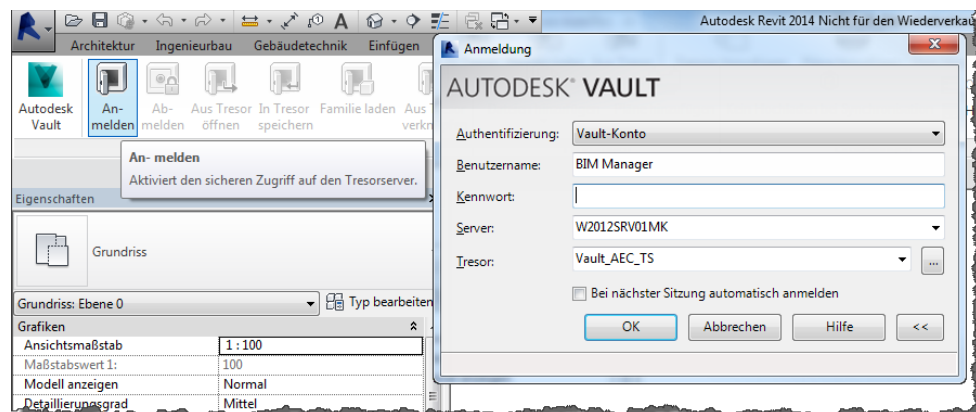 Autodesk Revit 2014 Nicht für den Wiederverkau
Architektur Ingenieurbau Gebäudetechnik Einfügen
Autodesk Vault
An- melden
Ab- melden
Aus Tresor öffnen
In Tresor speichern
Familie laden
Aus verkn
An- melden
Aktiviert den sicheren Zugriff auf den Tresorserver.
Eigenschaften
Grundriss
Grundriss: Ebene 0
Typ bearbeiten
Grafiken
Ansichtsmaßstab 1 : 100
Maßstabswert 1: 100
Modell anzeigen Normal
Detaillierungsgrad Mittel
Anmeldung
AUTODESK® VAULT
Authentifizierung: Vault-Konto
Benutzername: BIM Manager
Kennwort:
Server: W2012SRV01MK
Tresor: Vault_AEC_TS
...
Bei nächster Sitzung automatisch anmelden
OK Abbrechen Hilfe <<